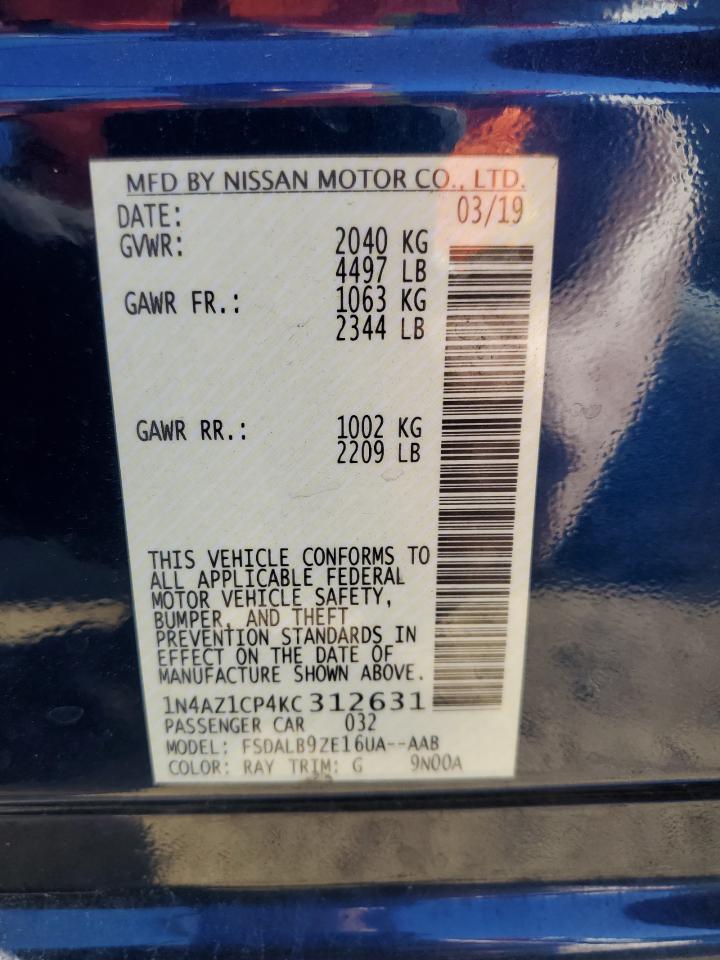 MFD BY NISSAN MOTOR CO., LTD.
DATE: 03/19
GVWR: 2040 KG
4497 LB
GAWR FR.: 1063 KG
2344 LB
GAWR RR.: 1002 KG
2209 LB
THIS VEHICLE CONFORMS TO
ALL APPLICABLE FEDERAL
MOTOR VEHICLE SAFETY,
BUMPER, AND THEFT
PREVENTION STANDARDS IN
EFFECT ON THE DATE OF
MANUFACTURE SHOWN ABOVE.
1N4AZ1CP4KC312631
PASSENGER CAR 032
MODEL: FSDALB9ZE16UA--AAB
COLOR: RAY TRIM: G 9N00A